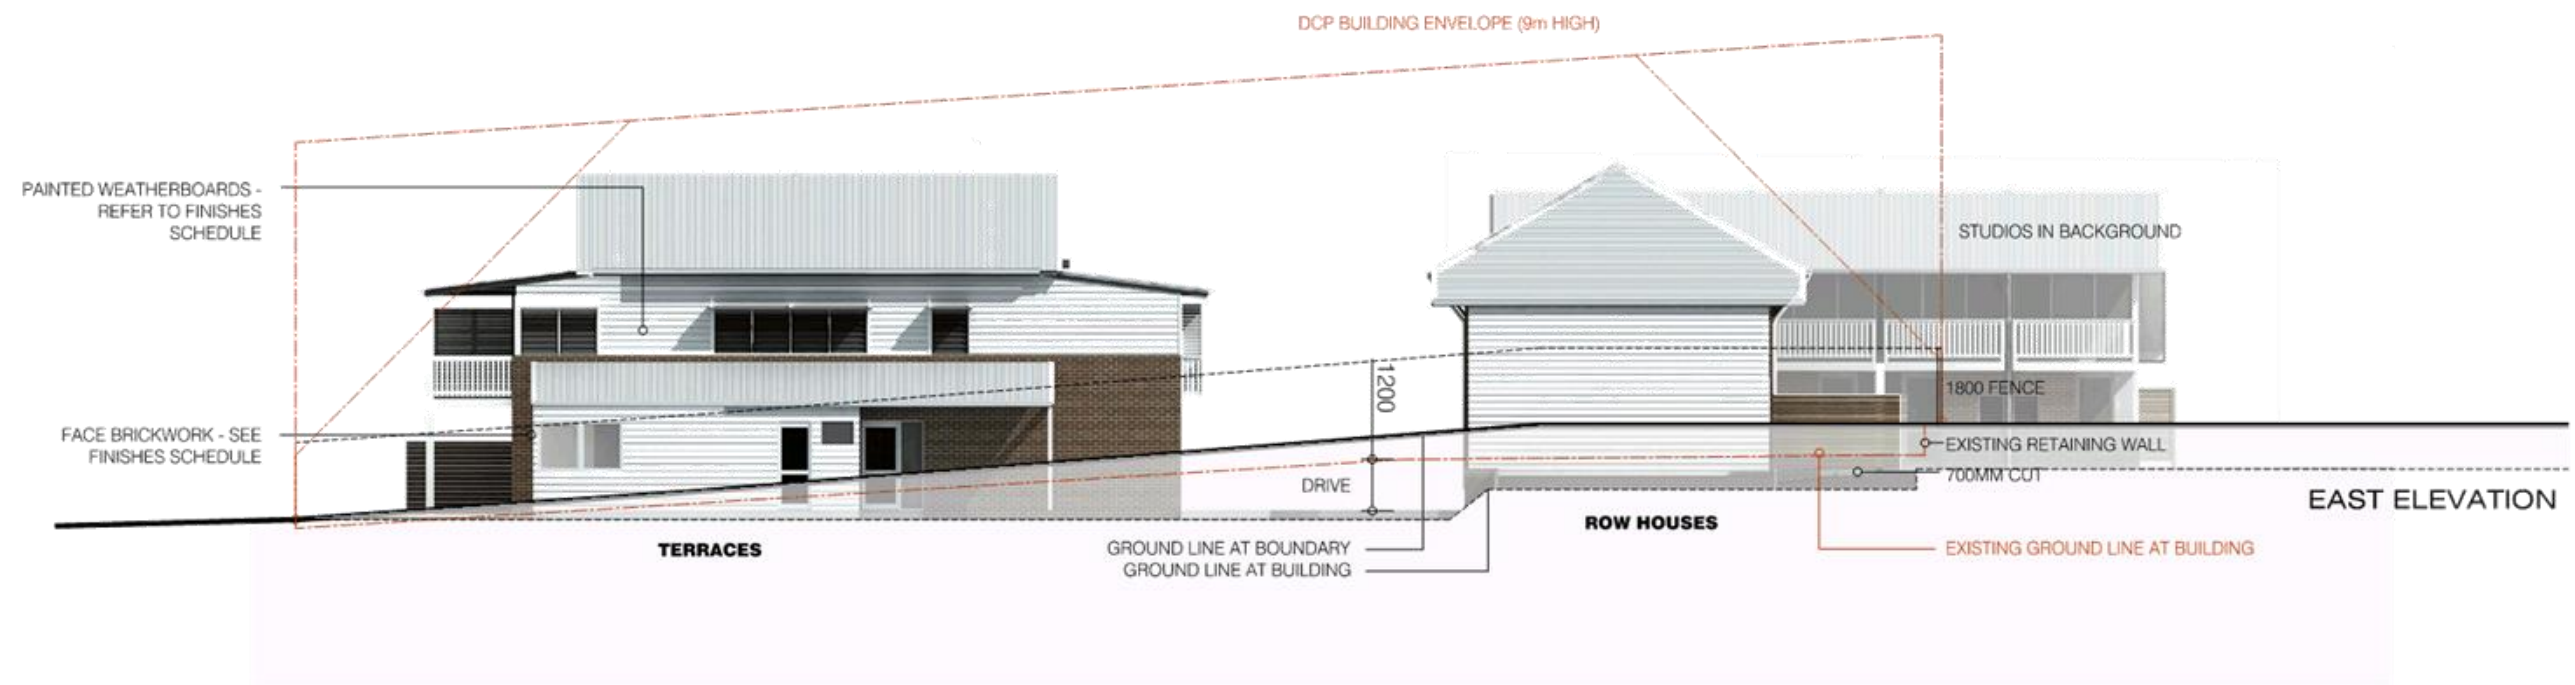 DCP BUILDING ENVELOPE (9m HIGH)
PAINTED WEATHERBOARDS -
REFER TO FINISHES
SCHEDULE
STUDIOS IN BACKGROUND
1200
1800 FENCE
FACE BRICKWORK - SEE
FINISHES SCHEDULE
EXISTING RETAINING WALL
700MM CUT
DRIVE
EAST ELEVATION
ROW HOUSES
TERRACES
GROUND LINE AT BOUNDARY
GROUND LINE AT BUILDING
EXISTING GROUND LINE AT BUILDING